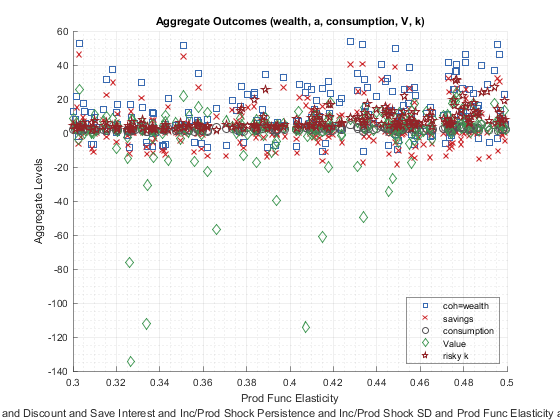 Aggregate Outcomes (wealth, a, consumption, V, k)
60
40
20
0
-20
-40
-60
-80
-100
-120
-140
Aggregate Levels
0.3 0.32 0.34 0.36 0.38 0.4 0.42 0.44 0.46 0.48 0.5
Prod Func Elasticity
coh=wealth
savings
consumption
Value
risky k
and Discount and Save Interest and Inc/Prod Shock Persistence and Inc/Prod Shock SD and Prod Func Elasticity a